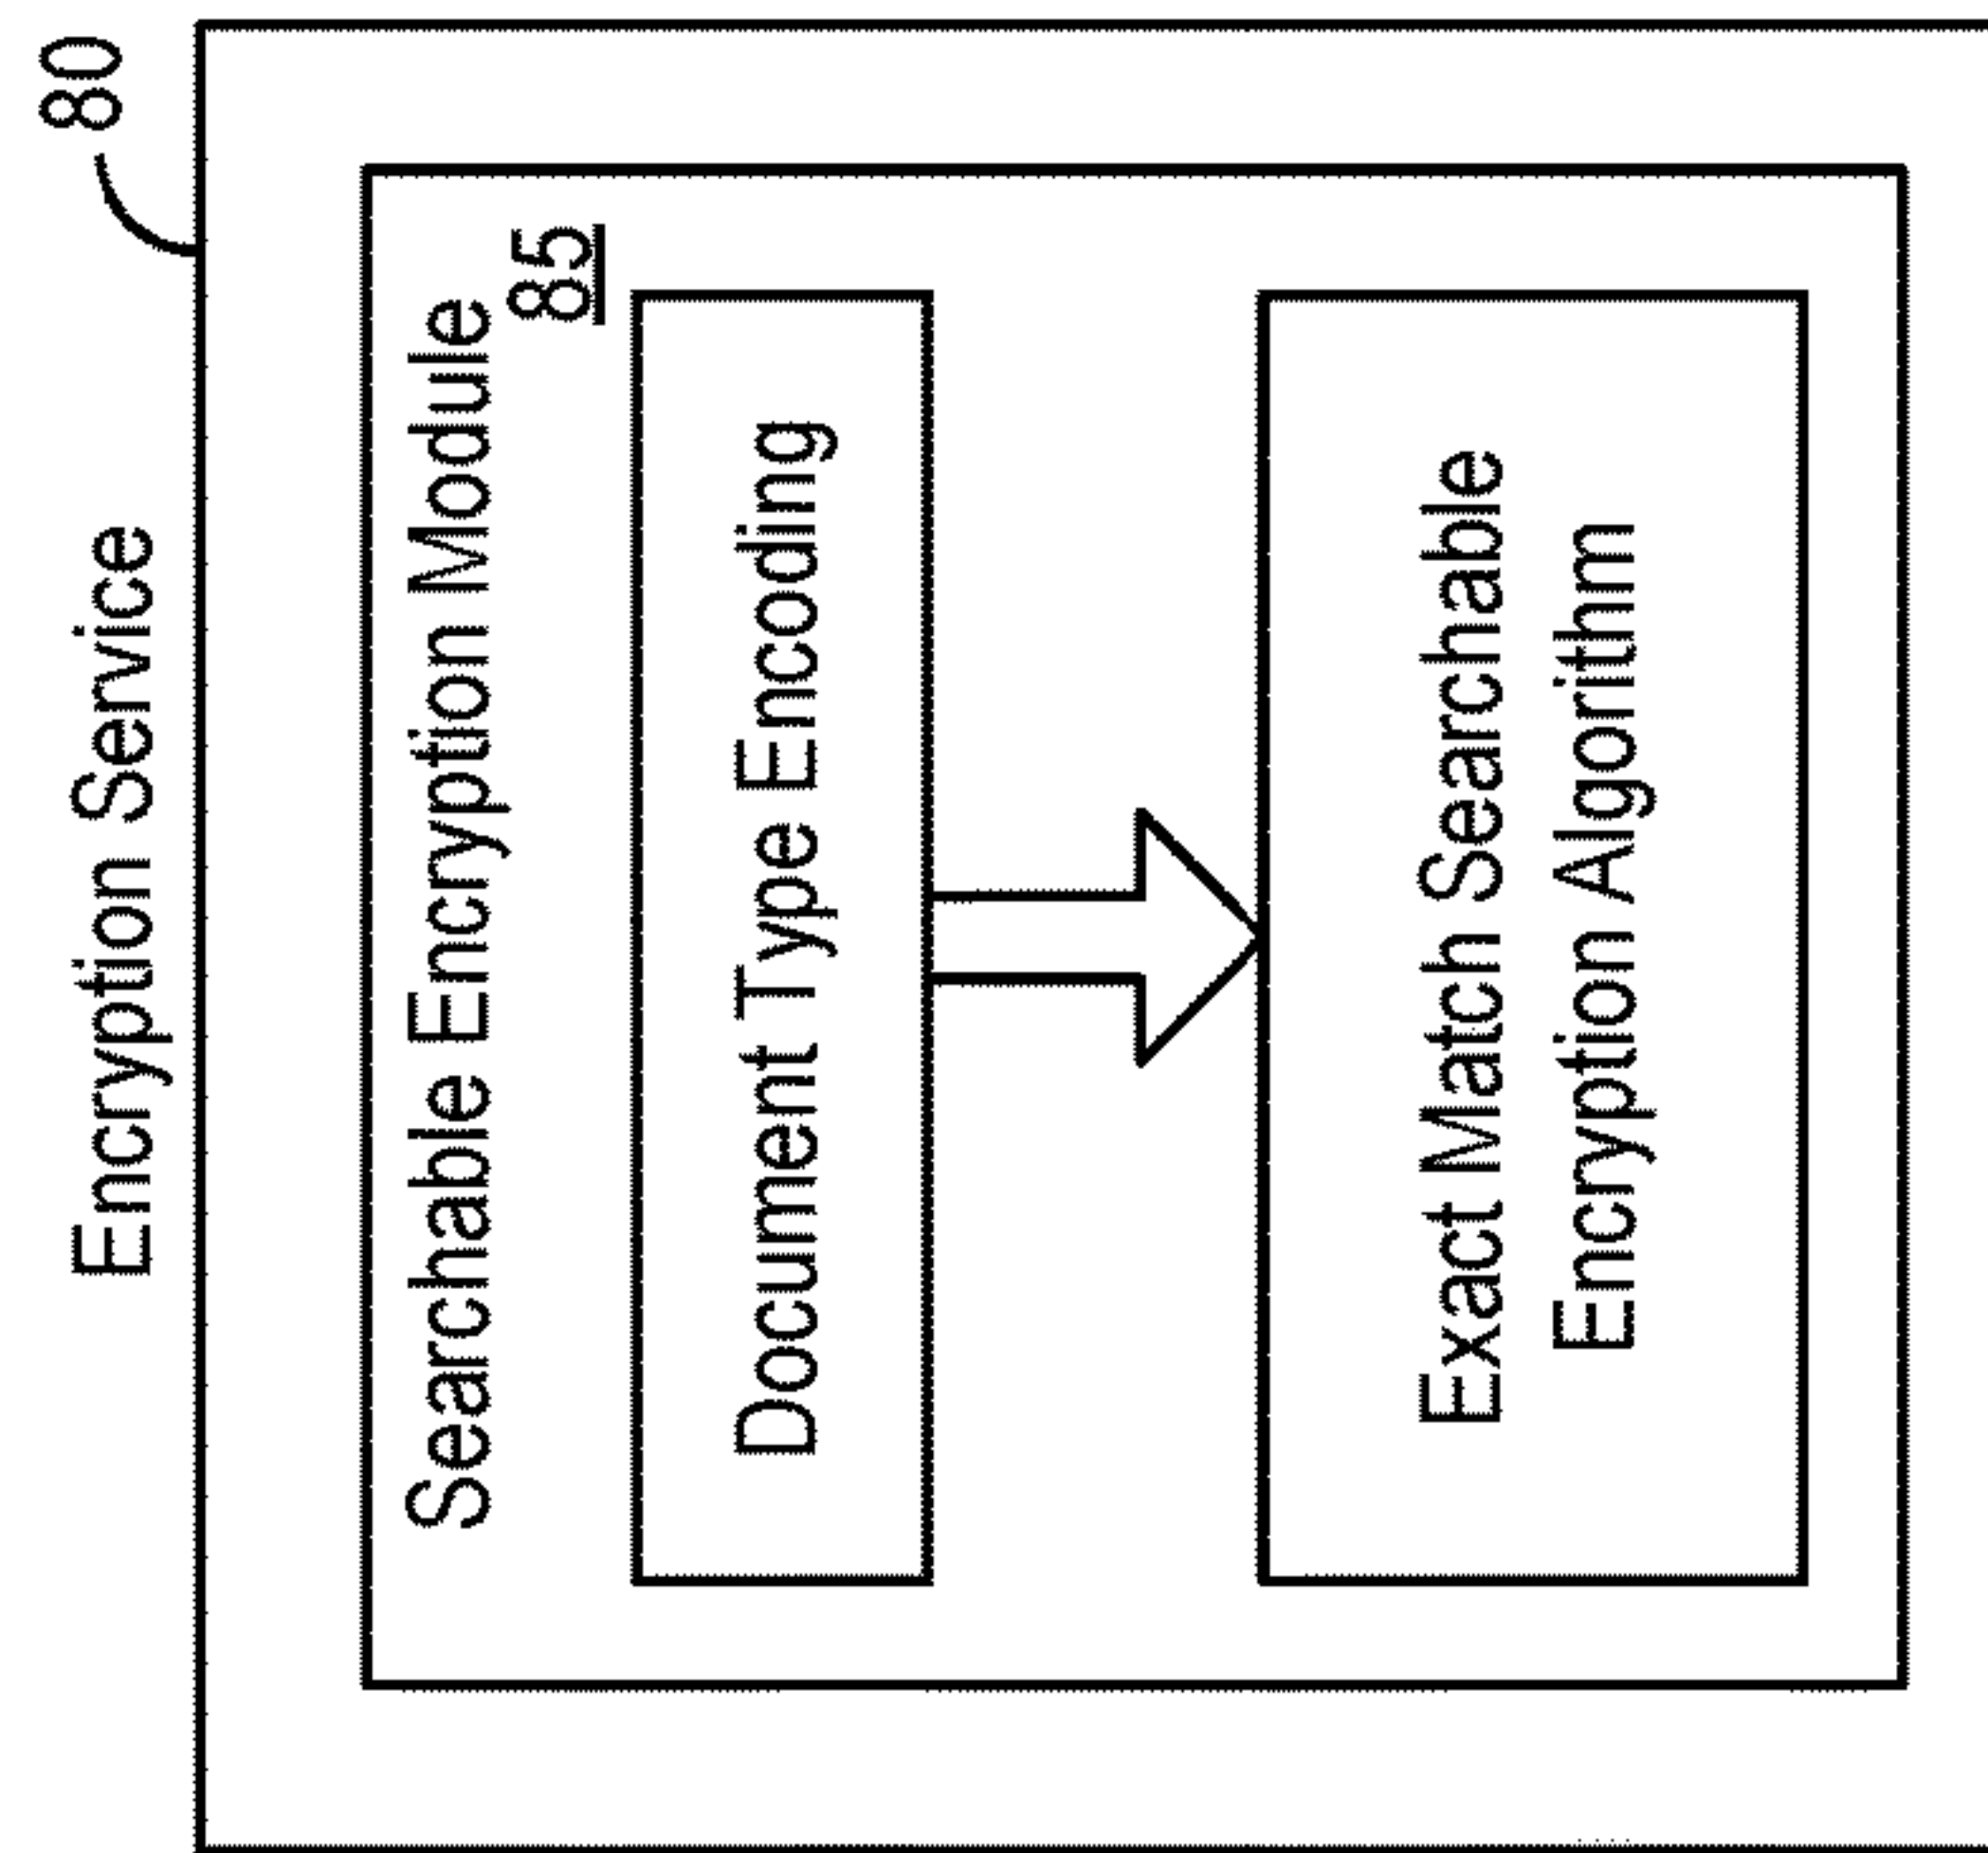 Encryption Service
80
Searchable Encryption Module
85
Document Type Encoding
Exact Match Searchable
Encryption Algorithm